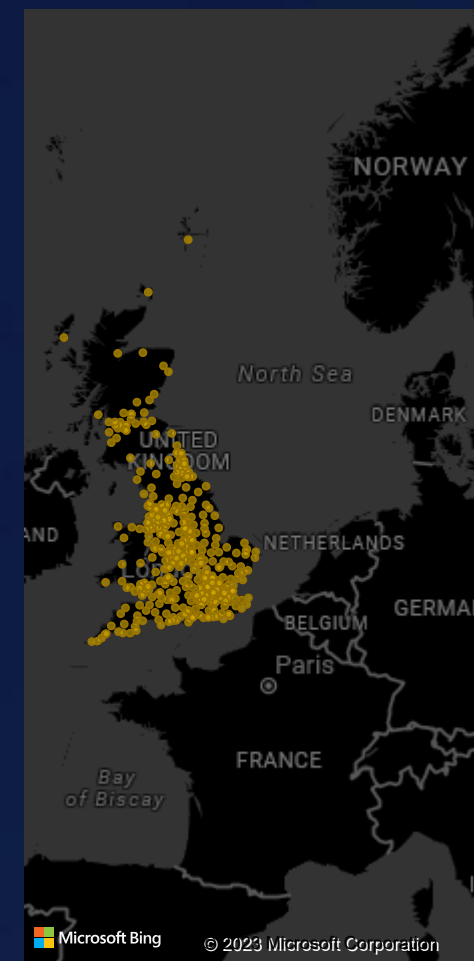 NORWAY
North Sea
DENMARK
UNITED
KINGDOM
AND
NETHERLANDS
LO
GERMA
BELGIUM
Paris
FRANCE
Bay
of Biscay
Microsoft Bing
© 2023 Microsoft Corporation